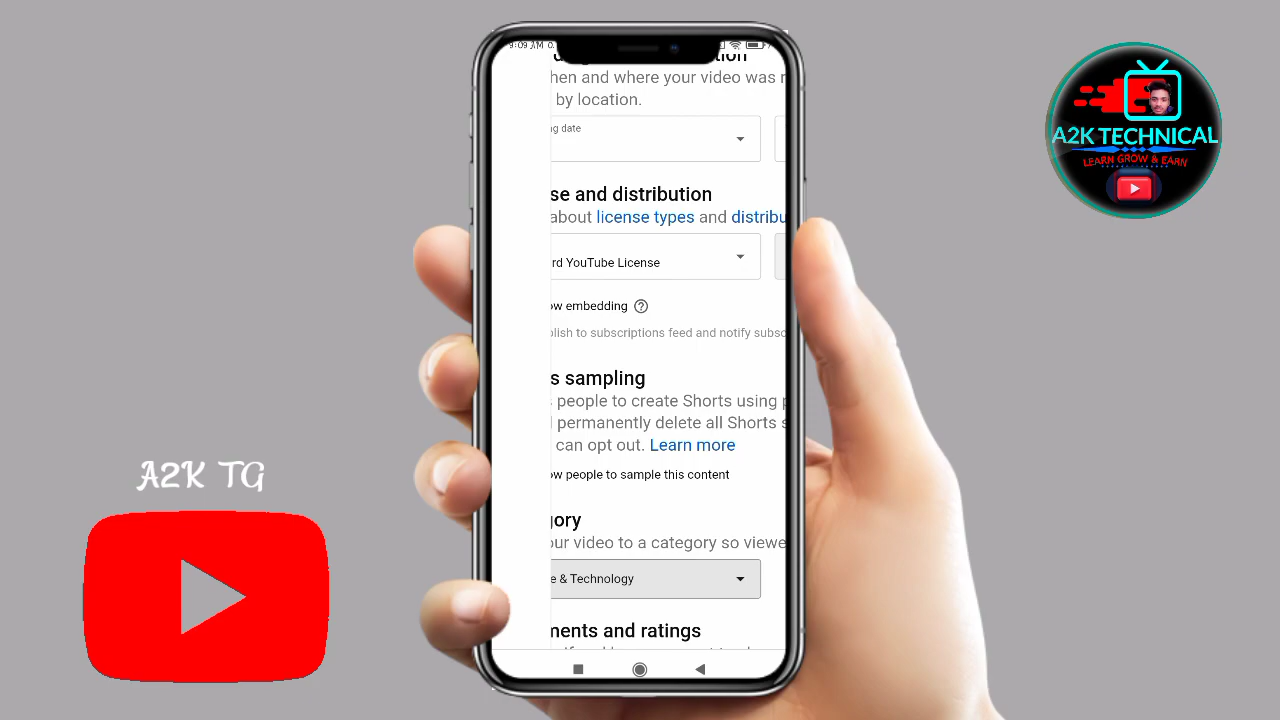 9:09 AM
hen and where your video was
by location.
ng date
se and distribution
about license types and distribu
rd YouTube License
ow embedding
blish to subscriptions feed and notify subsc
s sampling
people to create Shorts using
permanently delete all Shorts s
can opt out. Learn more
ow people to sample this content
gory
our video to a category so viewe
e & Technology
ments and ratings
A2K TECHNICAL
LEARN GROW & EARN
A2K TG